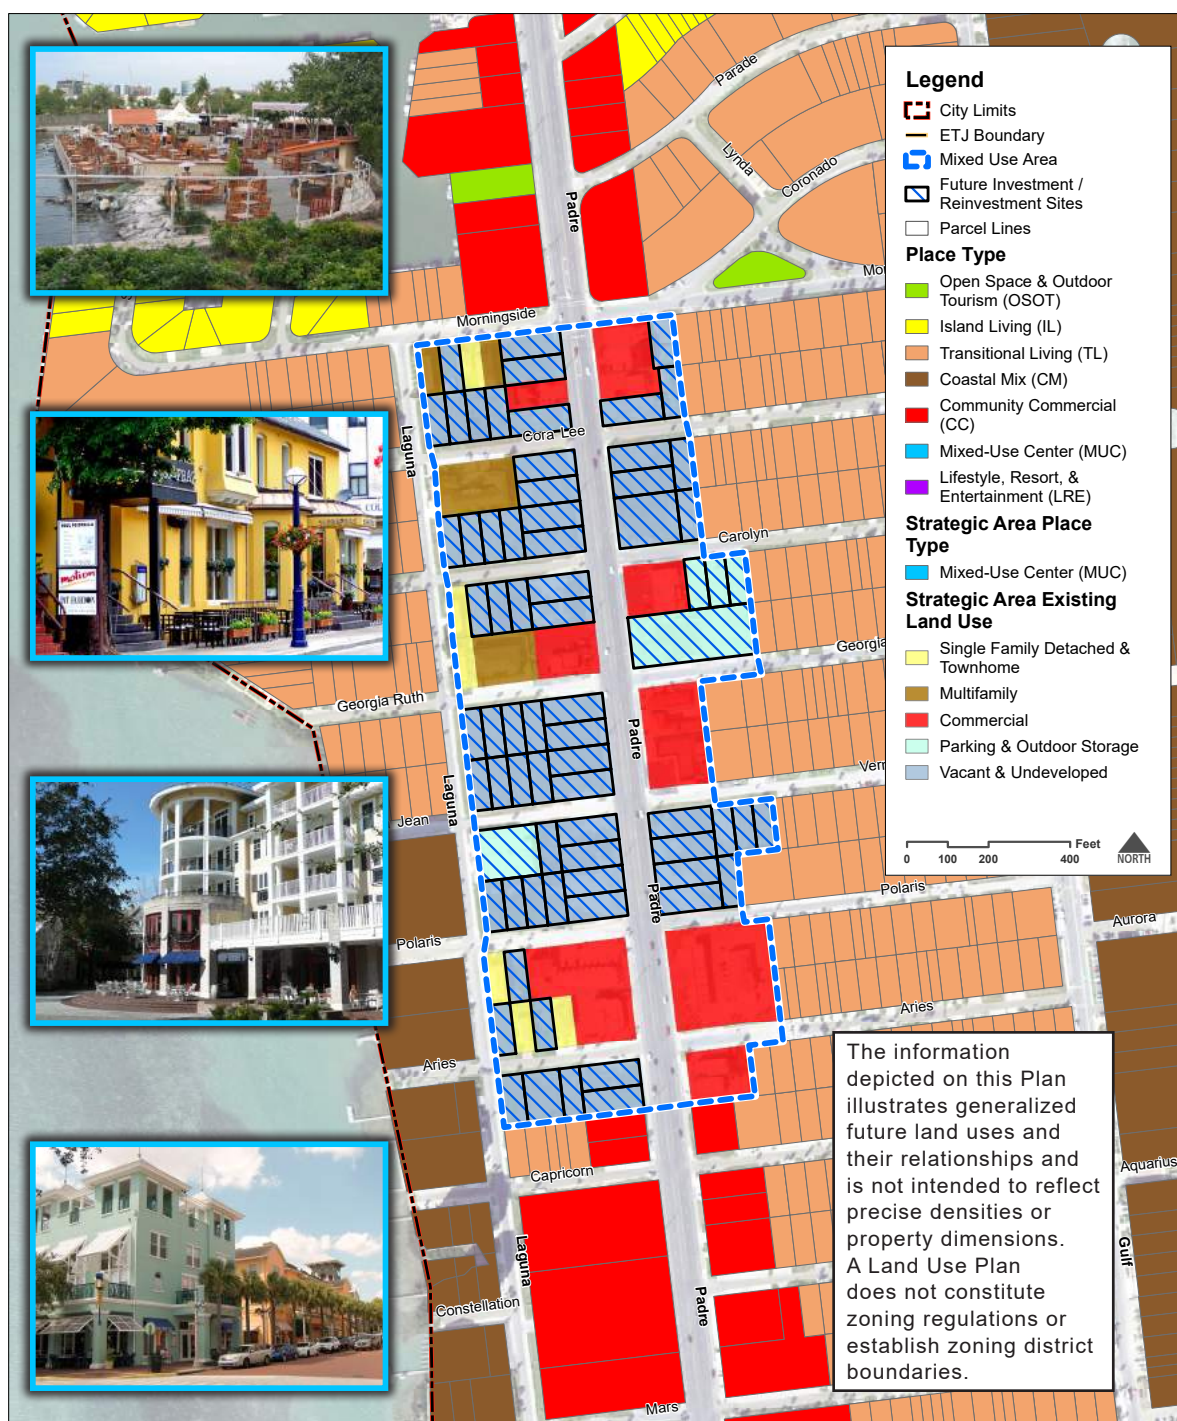 Legend
City Limits
ETJ Boundary
Mixed Use Area
Future Investment /
Reinvestment Sites
Parcel Lines
Place Type
Open Space & Outdoor
Tourism (OSOT)
Island Living (IL)
Transitional Living (TL)
Coastal Mix (CM)
Community Commercial
(CC)
Mixed-Use Center (MUC)
Lifestyle, Resort, &
Entertainment (LRE)
Strategic Area Place
Type
Mixed-Use Center (MUC)
Strategic Area Existing
Land Use
Single Family Detached &
Townhome
Multifamily
Commercial
Parking & Outdoor Storage
Vacant & Undeveloped
Feet
0 100 200 400
NORTH
Parade
Lynda
Coronado
Padre
Mor
Morningside
Laguna
Cora Lee
Carolyn
Georgia
Georgia Ruth
Padre
Vern
Laguna
Jean
Polaris
Padre
Aurora
Polaris
Aries
Aries
Capricorn
Aquarius
Laguna
Gulf
Padre
Constellation
Mars
motion
The information
depicted on this Plan
illustrates generalized
future land uses and
their relationships and
is not intended to reflect
precise densities or
property dimensions.
A Land Use Plan
does not constitute
zoning regulations or
establish zoning district
boundaries.